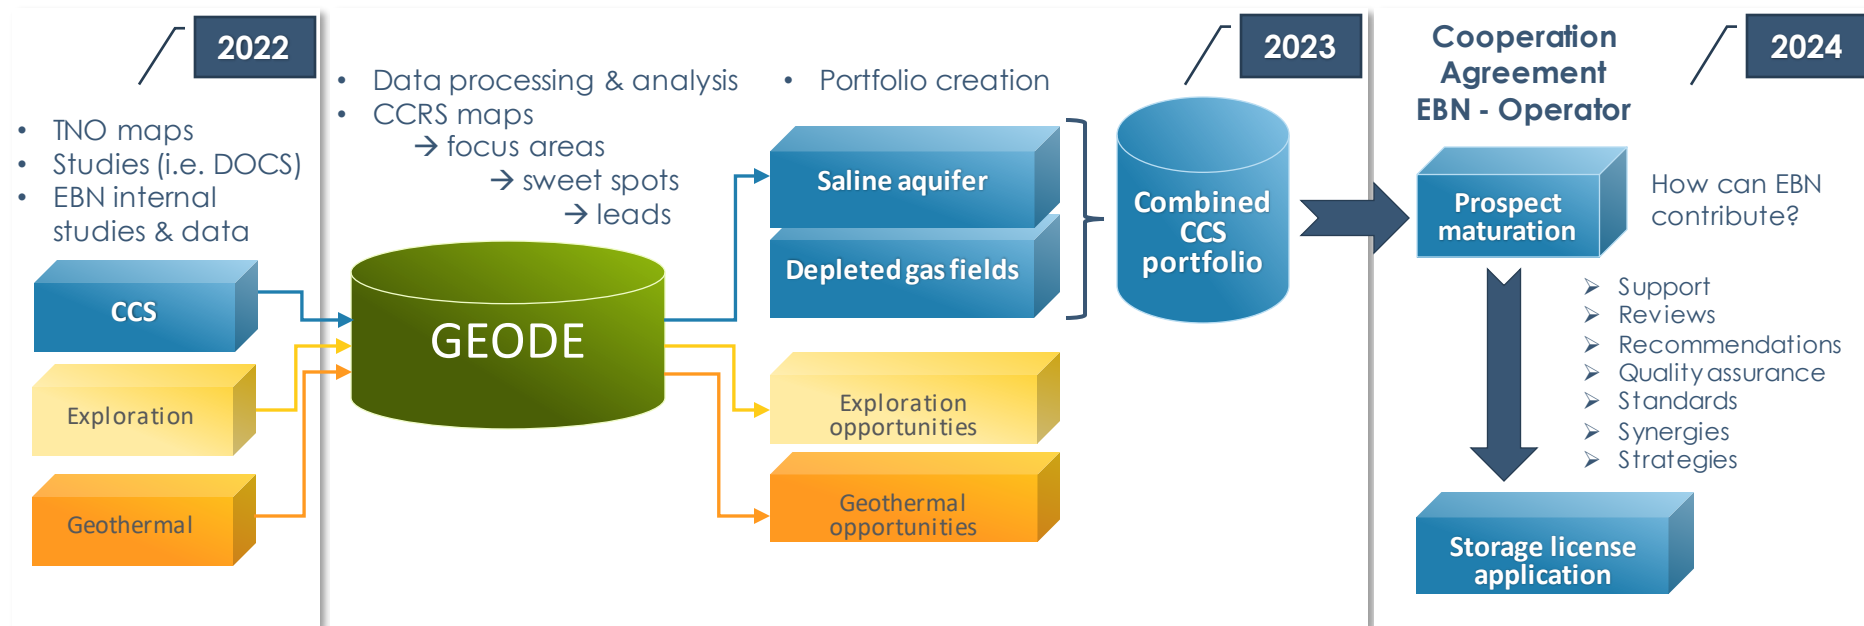 2022
• TNO maps
• Studies (i.e. DOCS)
• EBN internal
studies & data
CCS
Exploration
Geothermal
2023
• Data processing & analysis
• CCRS maps
→ focus areas
→ sweet spots
→ leads
GEODE
• Portfolio creation
Saline aquifer
Depleted gas fields
Exploration
opportunities
Geothermal
opportunities
Combined
CCS
portfolio
2024
Cooperation
Agreement
EBN - Operator
Prospect
maturation
How can EBN
contribute?
➢ Support
➢ Reviews
➢ Recommendations
➢ Quality assurance
➢ Standards
➢ Synergies
➢ Strategies
Storage license
application